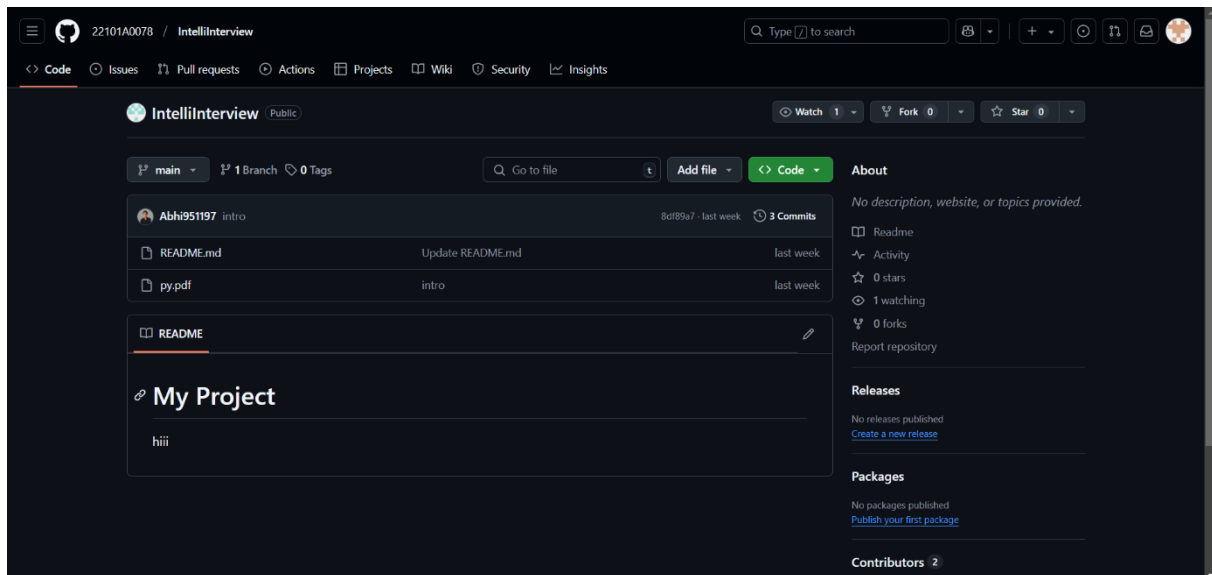 22101A0078 / IntelliInterview
Type / to search
Code Issues Pull requests Actions Projects Wiki Security Insights
IntelliInterview Public
Watch 1 Fork 0 Star 0
main 1 Branch 0 Tags
Go to file t Add file Code
Abhi951197 intro 8df89a7 · last week 3 Commits
README.md Update README.md last week
py.pdf intro last week
README
My Project
hiii
About
No description, website, or topics provided.
Readme
Activity
0 stars
1 watching
0 forks
Report repository
Releases
No releases published
Create a new release
Packages
No packages published
Publish your first package
Contributors 2